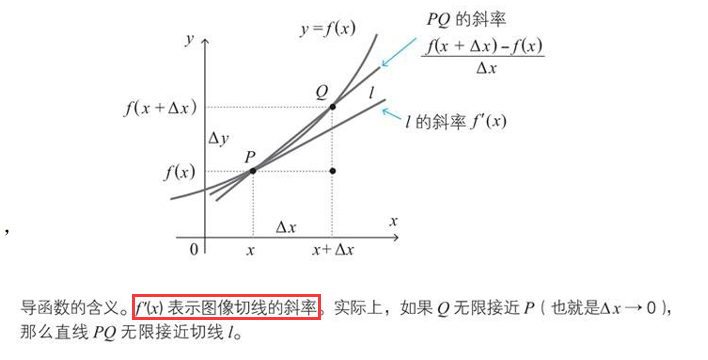 y=f(x)
PQ 的斜率
f(x + Δx)−f(x)
Δx
y
Q
l
f(x+Δx)
l 的斜率 f′(x)
Δy
P
f(x)
Δx
x
0
x
x+Δx
，
导函数的含义。f′(x) 表示图像切线的斜率。实际上，如果 Q 无限接近 P（也就是Δx→0），
那么直线 PQ 无限接近切线 l。